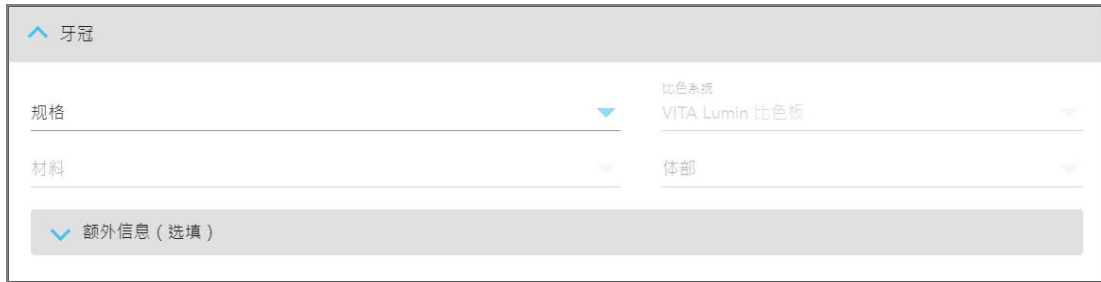 牙冠
规格
比色系统
VITA Lumin 比色板
材料
体部
额外信息（选填）